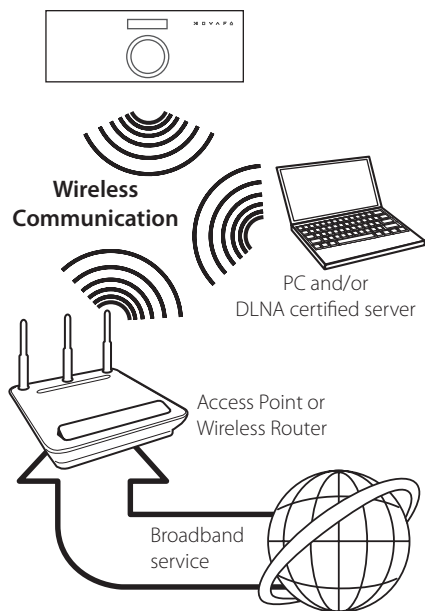 Wireless
Communication
PC and/or
DLNA certified server
Access Point or
Wireless Router
Broadband
service